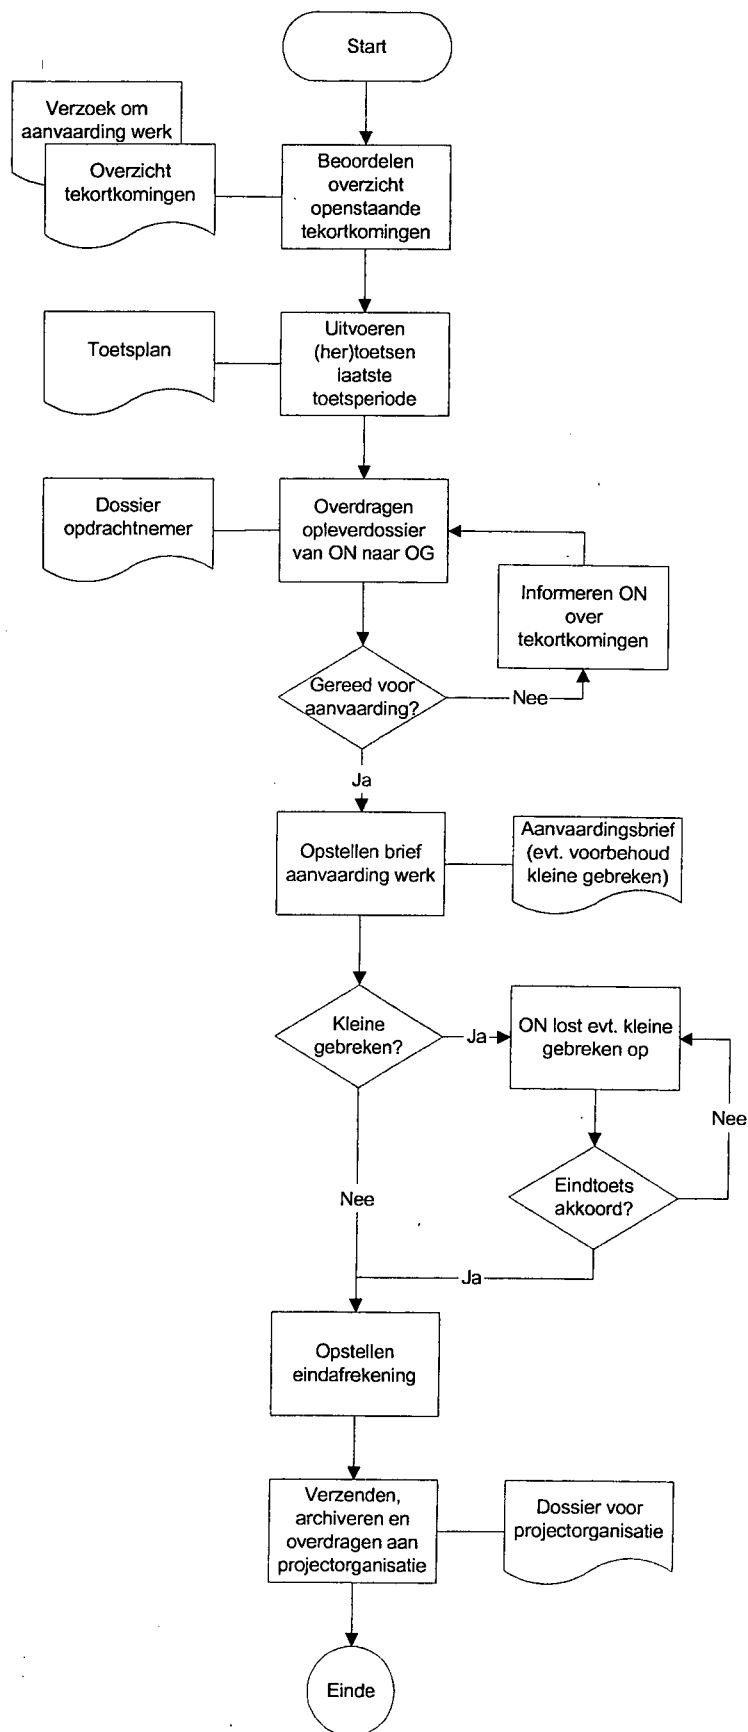 Start
Verzoek om
aanvaarding werk
Overzicht
tekortkomingen
Beoordelen
overzicht
openstaande
tekortkomingen
Toetsplan
Uitvoeren
(her)toetsen
laatste
toetsperiode
Dossier
opdrachtnemer
Overdragen
opleverdossier
van ON naar OG
Informeren ON
over
tekortkomingen
Gereed voor
aanvaarding?
Nee
Ja
Opstellen brief
aanvaarding werk
Aanvaardingsbrief
(evt. voorbehoud
kleine gebreken)
Kleine
gebreken?
Ja
ON lost evt. kleine
gebreken op
Nee
Eindtoets
akkoord?
Nee
Ja
Opstellen
eindafrekening
Verzenden,
archiveren en
overdragen aan
projectorganisatie
Dossier voor
projectorganisatie
Einde